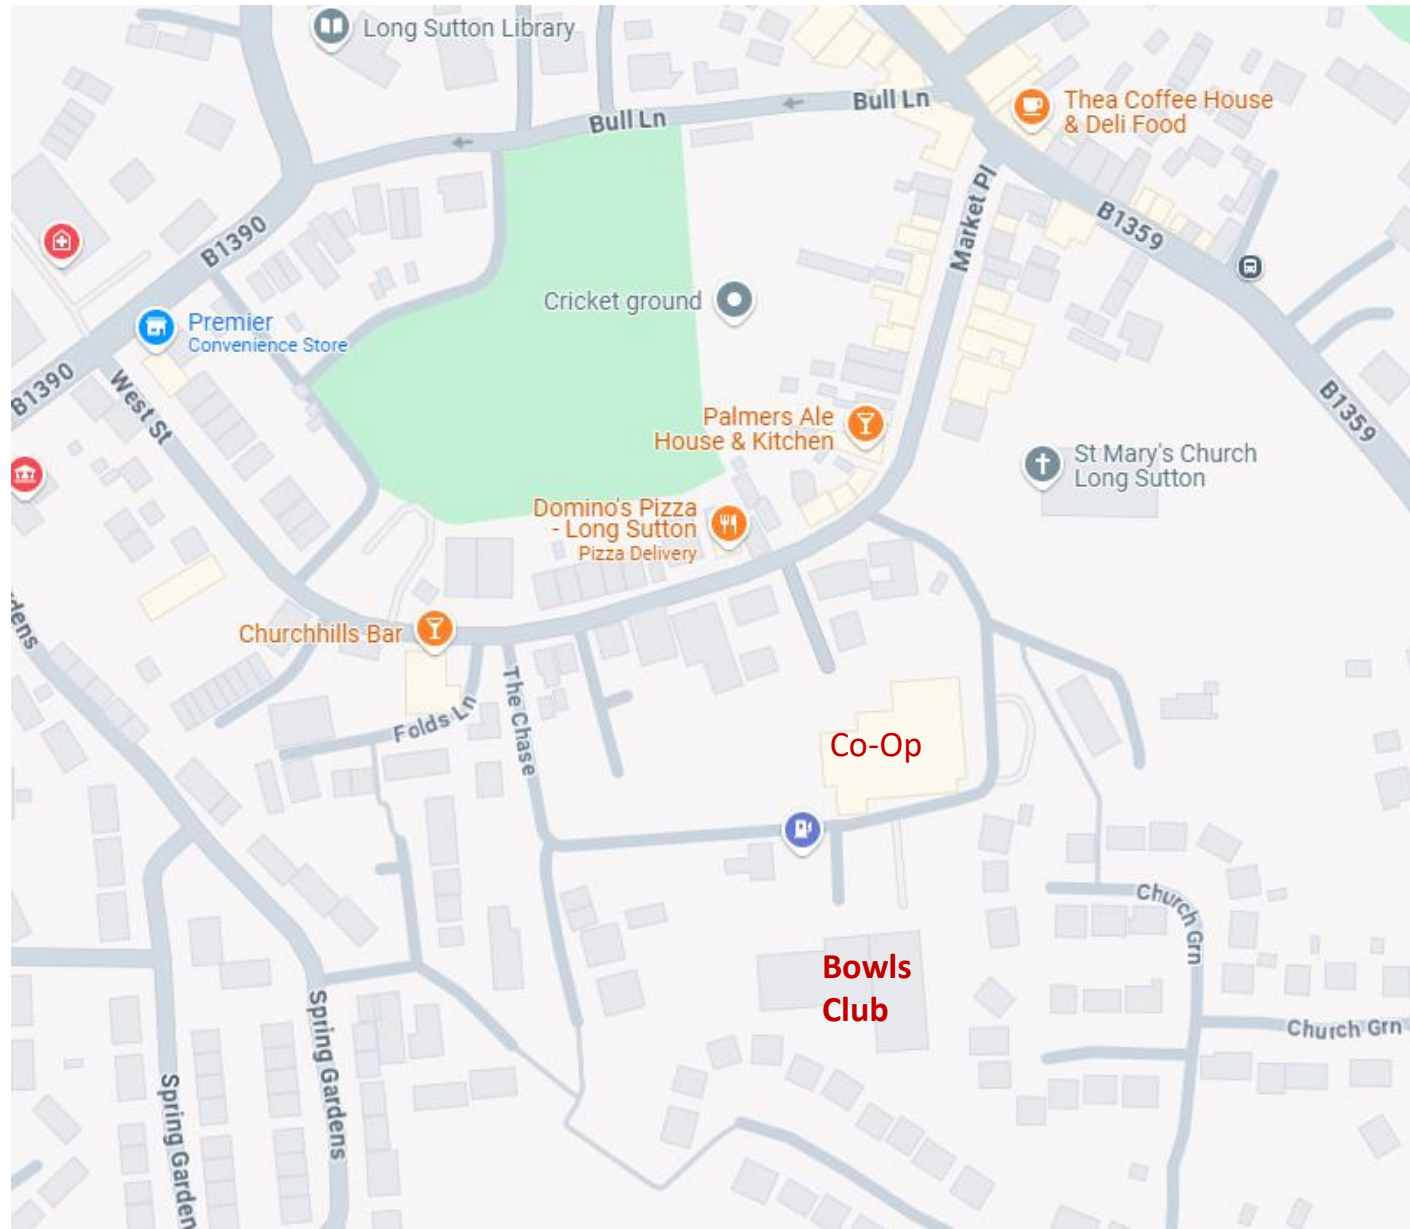 Long Sutton Library
Bull Ln
Bull Ln
Thea Coffee House
& Deli Food
Market Pl
B1359
B1390
Cricket ground
Premier
Convenience Store
B1390
West St
B1359
Palmers Ale
House & Kitchen
St Mary's Church
Long Sutton
Domino's Pizza
- Long Sutton
Pizza Delivery
rdens
Churchhills Bar
Folds Ln
The Chase
Co-Op
Church Grn
Bowls
Club
Spring Gardens
Church Grn
Spring Garden